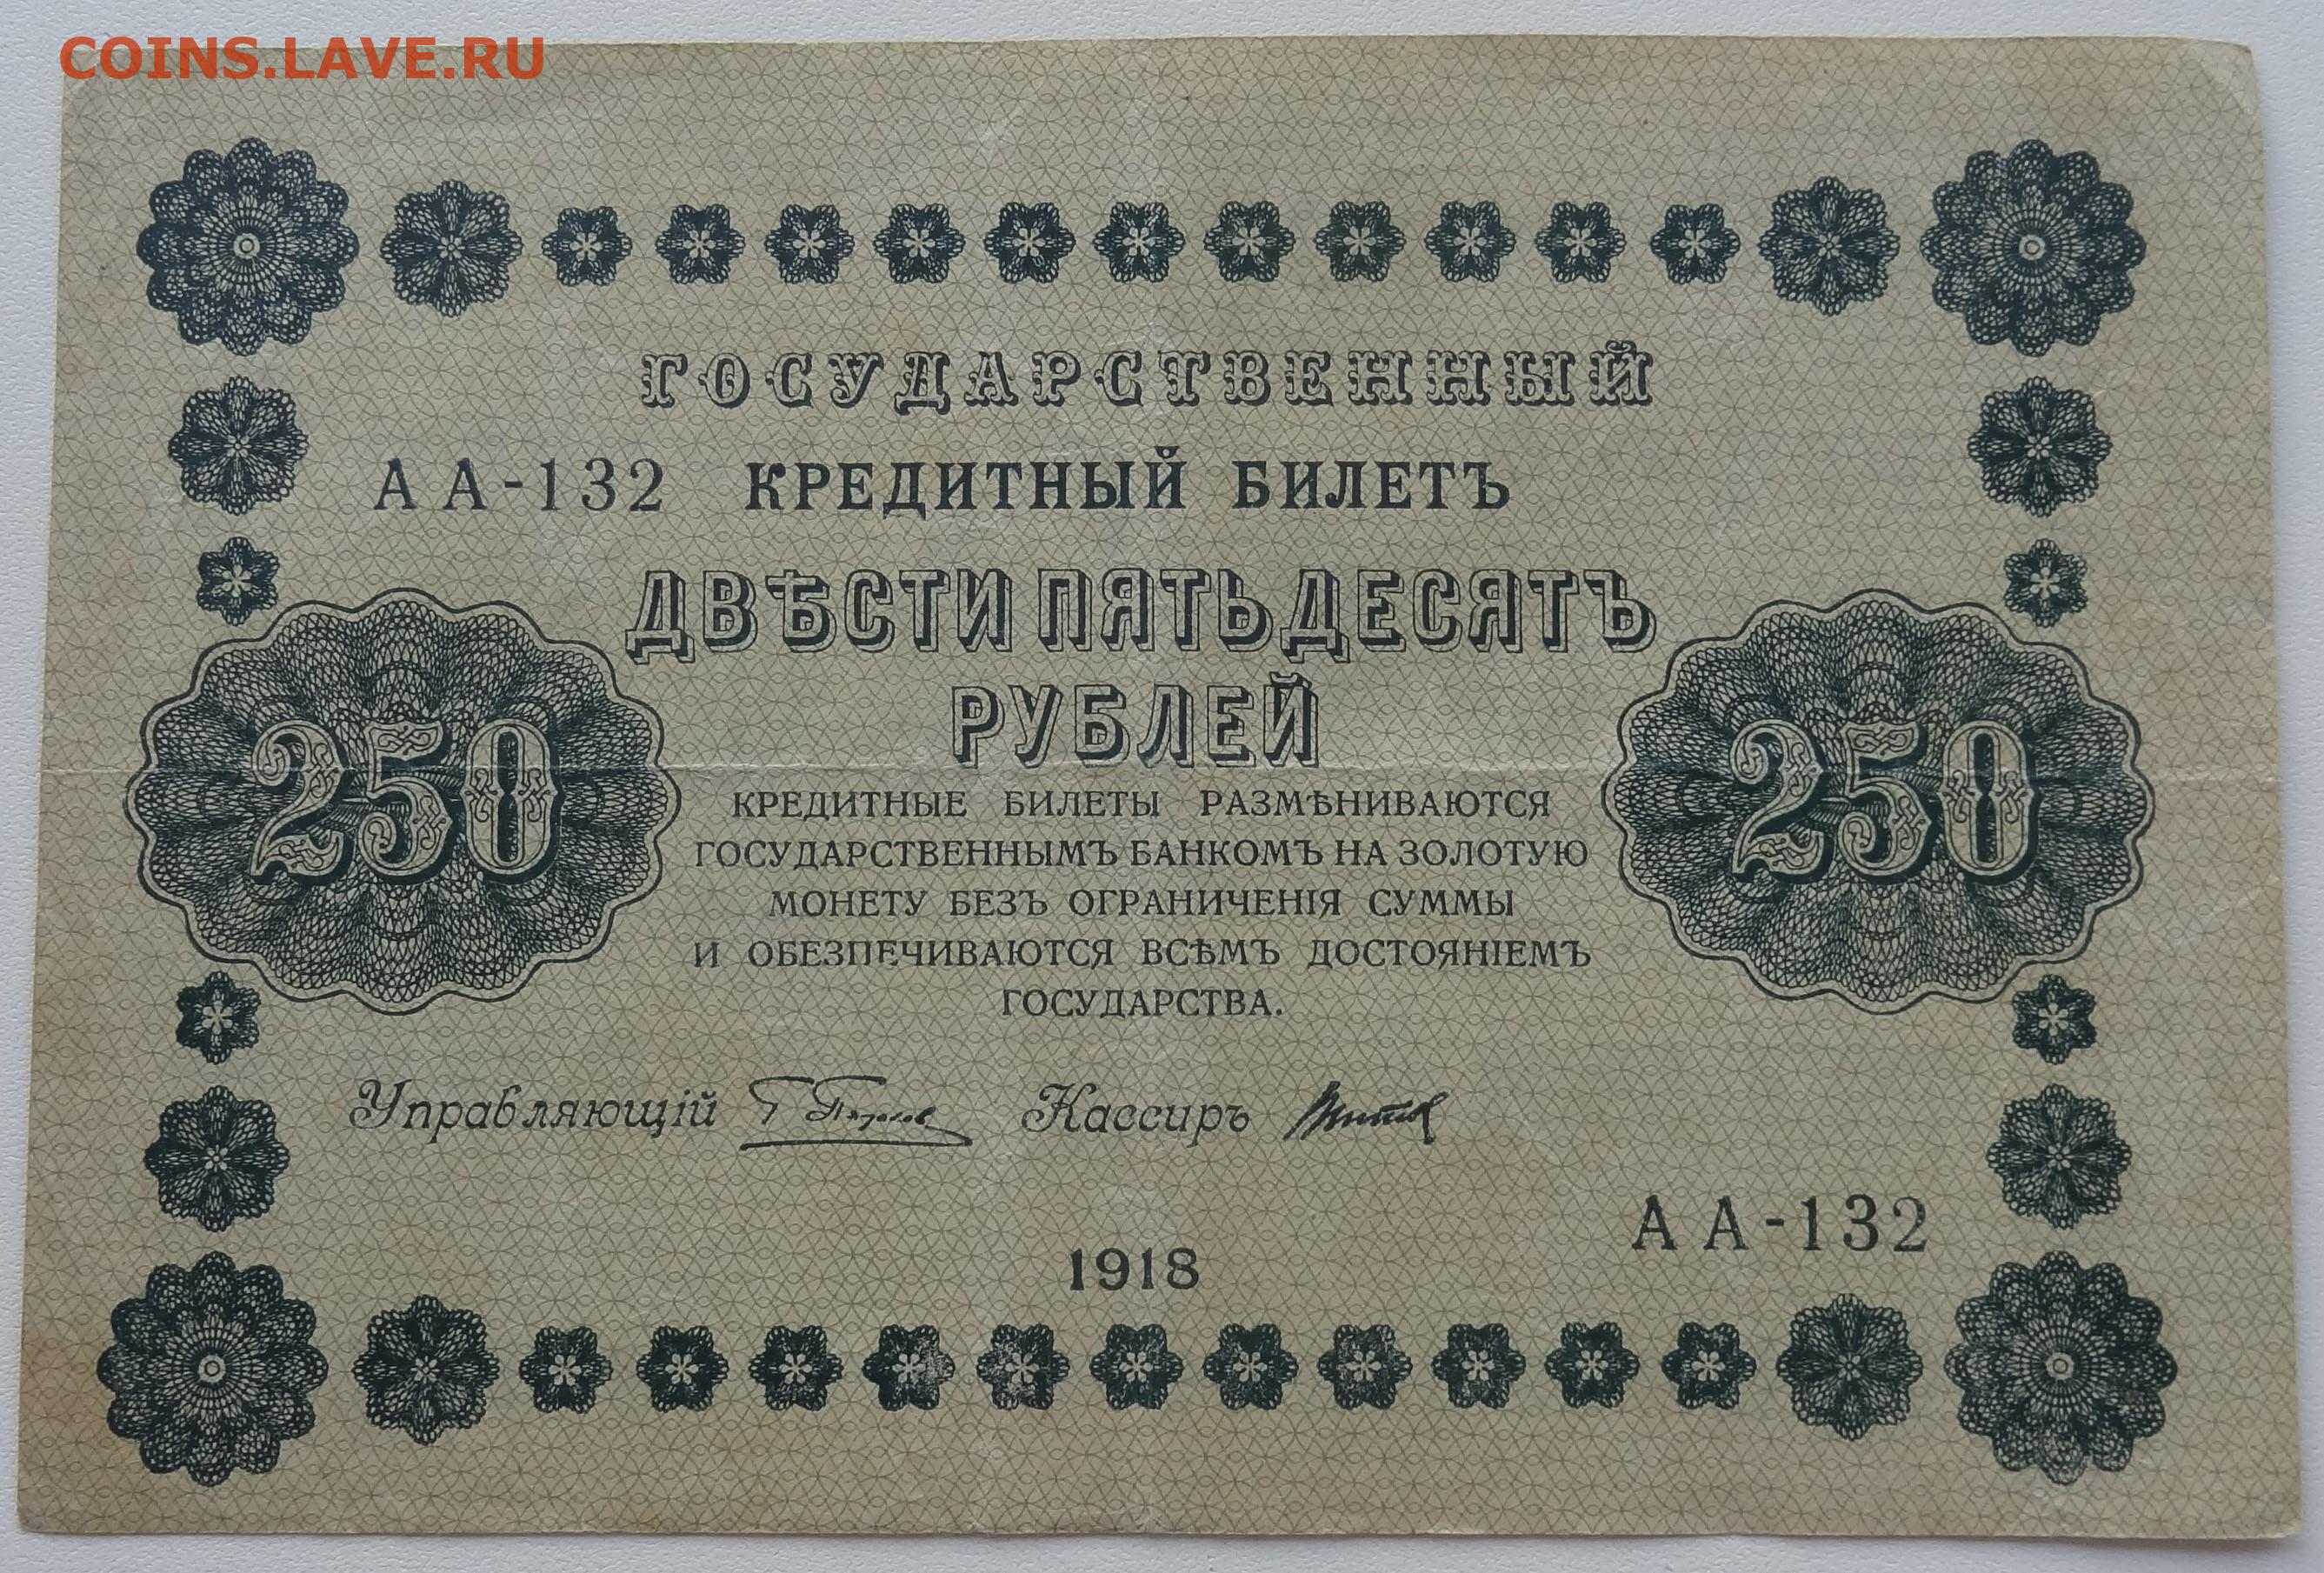 COINS.LAVE.RU
ГОСУДАРСТВЕННЫЙ
АА-132 КРЕДИТНЫЙ БИЛЕТЪ
ДВѢСТИ ПЯТЬДЕСЯТЪ
РУБЛЕЙ
250 250
КРЕДИТНЫЕ БИЛЕТЫ РАЗМѢНИВАЮТСЯ
ГОСУДАРСТВЕННЫМЪ БАНКОМЪ НА ЗОЛОТУЮ
МОНЕТУ БЕЗЪ ОГРАНИЧЕНІЯ СУММЫ
И ОБЕЗПЕЧИВАЮТСЯ ВСѢМЪ ДОСТОЯНІЕМЪ
ГОСУДАРСТВА.
Управляющій Кассиръ
АА-132
1918